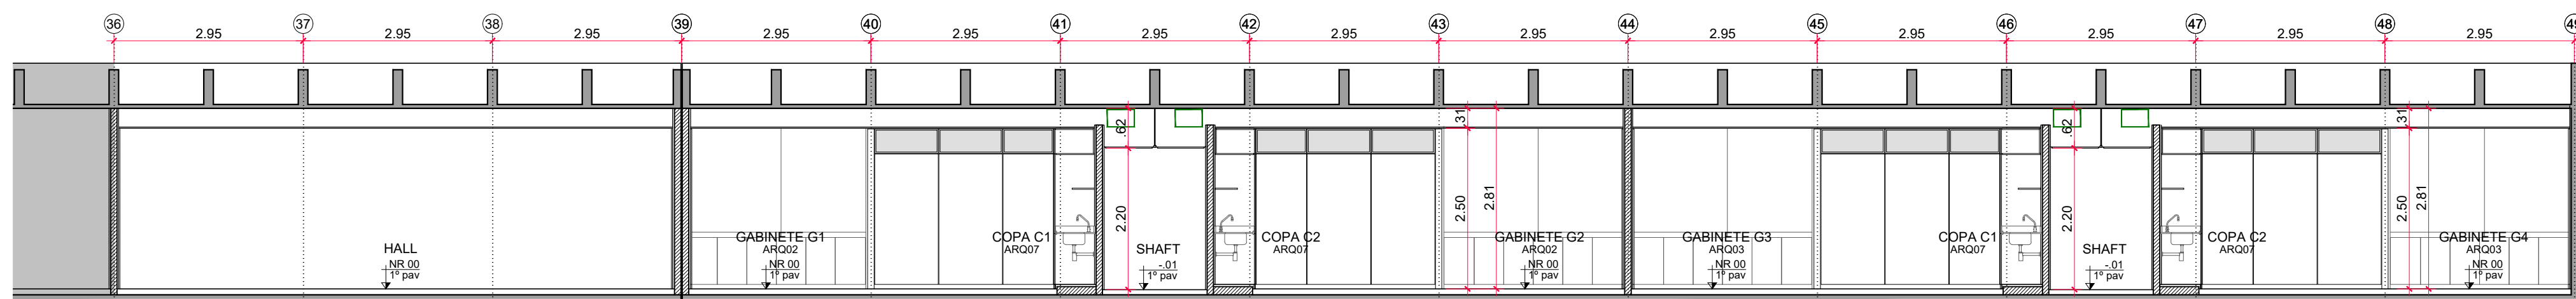 36 37 38 39 40 41 42 43 44 45 46 47 48
2.95 2.95 2.95 2.95 2.95 2.95 2.95 2.95 2.95 2.95 2.95 2.95 2.95
.62
.31
.62
.31
2.20
2.50
2.81
2.20
2.50
2.81
HALL
NR 00
1º pav
GABINETE G1
ARQ02
NR 00
1º pav
COPA C1
ARQ07
SHAFT
-.01
1º pav
COPA C2
ARQ07
GABINETE G2
ARQ02
NR 00
1º pav
GABINETE G3
ARQ03
NR 00
1º pav
COPA C1
ARQ07
SHAFT
-.01
1º pav
COPA C2
ARQ07
GABINETE G4
ARQ03
NR 00
1º pav